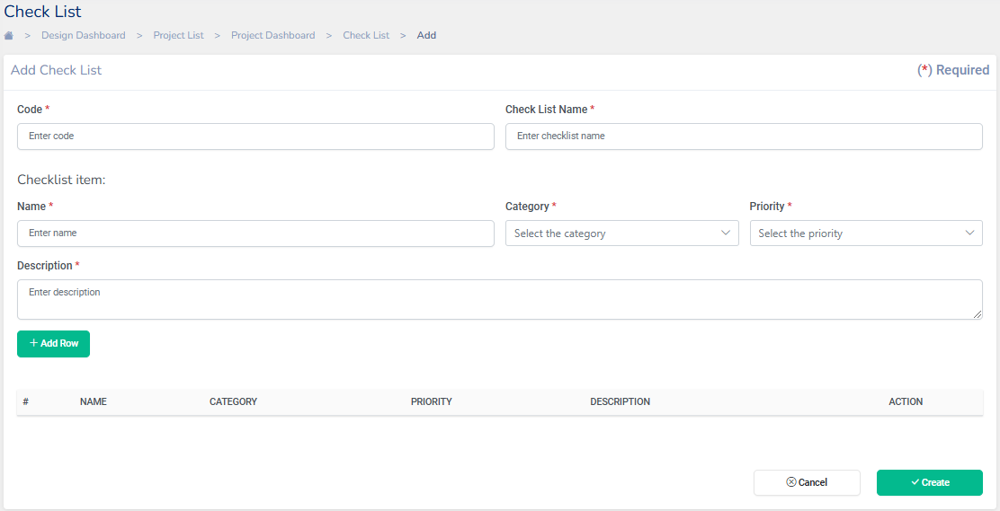 Check List
> Design Dashboard > Project List > Project Dashboard > Check List > Add
Add Check List (*) Required
Code * Check List Name *
Enter code Enter checklist name
Checklist item:
Name * Category * Priority *
Enter name Select the category Select the priority
Description *
Enter description
+ Add Row
# NAME CATEGORY PRIORITY DESCRIPTION ACTION
Cancel Create